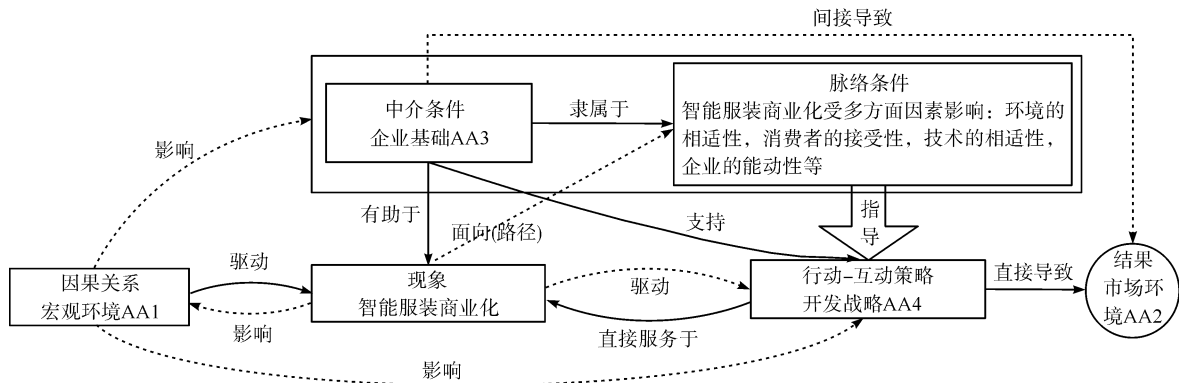 间接导致
中介条件
企业基础AA3
隶属于
脉络条件
智能服装商业化受多方面因素影响：环境的
相适性，消费者的接受性，技术的相适性，
企业的能动性等
影响
有助于
面向(路径)
支持
指
导
因果关系
宏观环境AA1
驱动
影响
现象
智能服装商业化
驱动
直接服务于
行动-互动策略
开发战略AA4
直接导致
结果
市场环
境AA2
影响